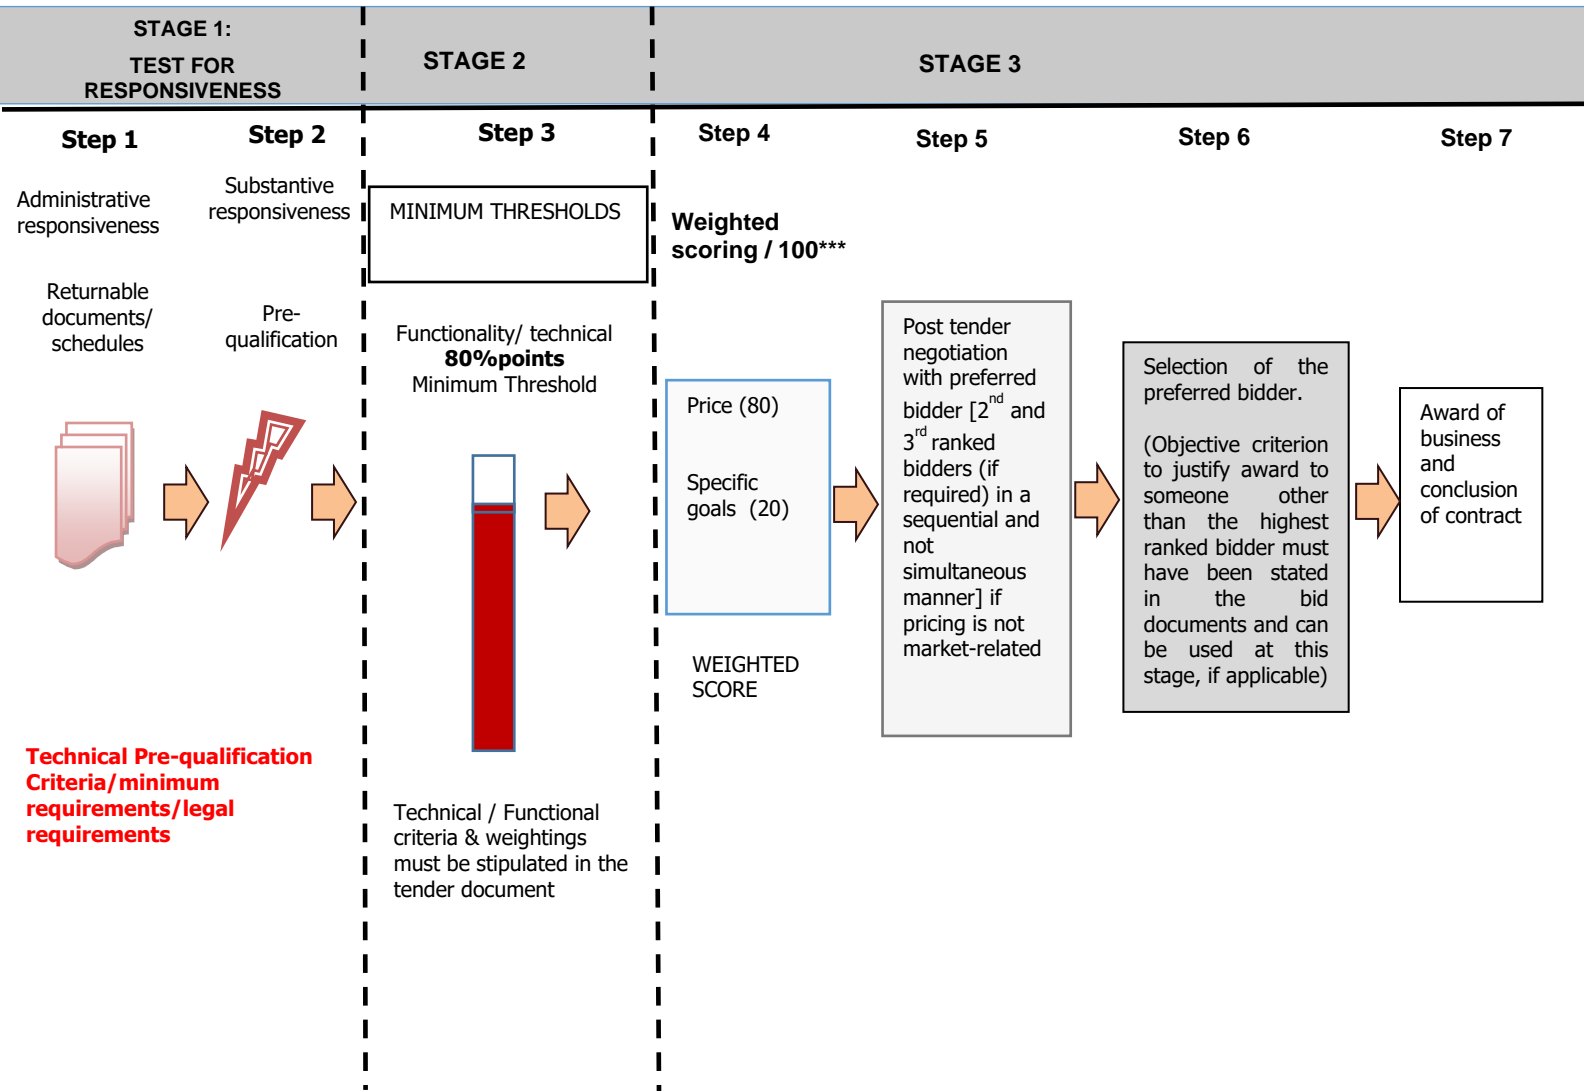 STAGE 1:
TEST FOR
RESPONSIVENESS
STAGE 2
STAGE 3
Step 1
Step 2
Step 3
Step 4
Step 5
Step 6
Step 7
Administrative
responsiveness
Returnable
documents/
schedules
Substantive
responsiveness
Pre-
qualification
Technical Pre-qualification
Criteria/minimum
requirements/legal
requirements
MINIMUM THRESHOLDS
Functionality/ technical
80%points
Minimum Threshold
Technical / Functional
criteria & weightings
must be stipulated in the
tender document
Weighted
scoring / 100***
Price (80)
Specific
goals (20)
WEIGHTED
SCORE
Post tender
negotiation
with preferred
bidder [2nd and
3rd ranked
bidders (if
required) in a
sequential and
not
simultaneous
manner] if
pricing is not
market-related
Selection of the
preferred bidder.
(Objective criterion
to justify award to
someone other
than the highest
ranked bidder must
have been stated
in the bid
documents and can
be used at this
stage, if applicable)
Award of
business
and
conclusion
of contract